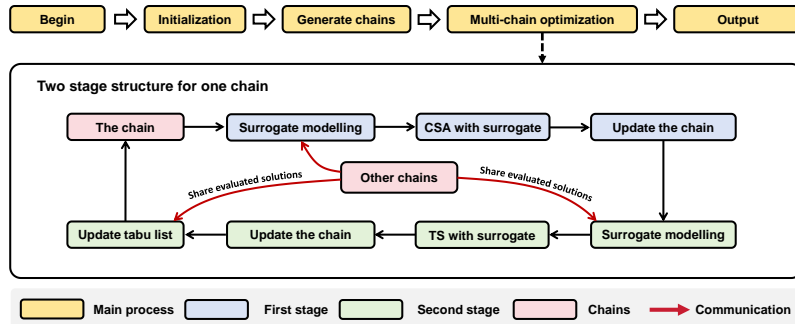 Begin
Initialization
Generate chains
Multi-chain optimization
Output
Two stage structure for one chain
The chain
Surrogate modelling
CSA with surrogate
Update the chain
Share evaluated solutions
Other chains
Share evaluated solutions
Update tabu list
Update the chain
TS with surrogate
Surrogate modelling
Main process
First stage
Second stage
Chains
Communication